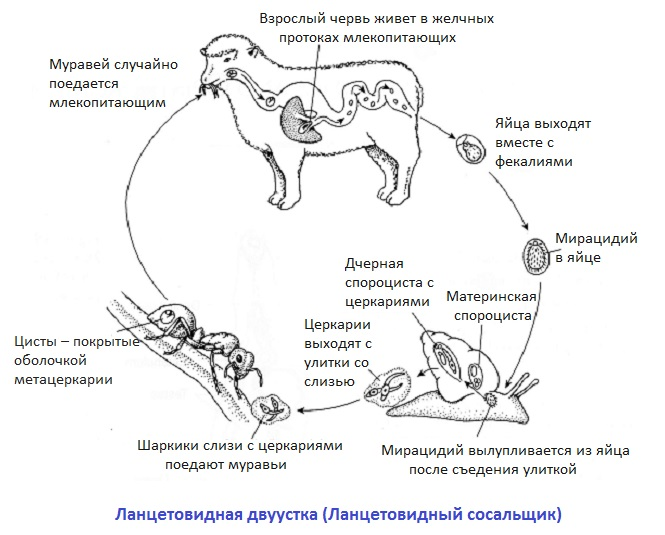 Взрослый червь живет в желчных
протоках млекопитающих
Муравей случайно
поедается
млекопитающим
Яйца выходят
вместе с
фекалиями
Мирацидий
в яйце
Дчерная
спороциста с
церкариями
Материнская
спороциста
Церкарии
выходят с
улитки со
слизью
Цисты – покрытые
оболочкой
метацеркарии
Шаркики слизи с церкариями
поедают муравьи
Мирацидий вылупливается из яйца
после съедения улиткой
Ланцетовидная двуустка (Ланцетовидный сосальщик)